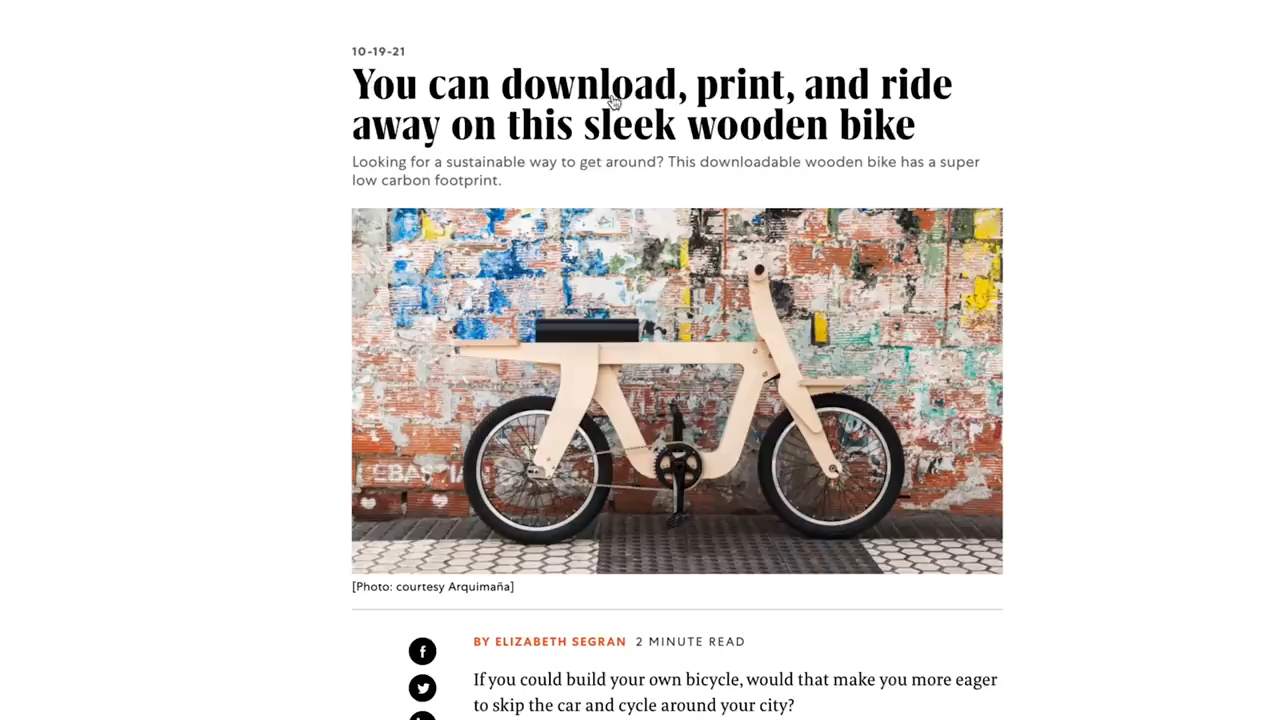 10-19-21
You can download, print, and ride
away on this sleek wooden bike
Looking for a sustainable way to get around? This downloadable wooden bike has a super
low carbon footprint.
[Photo: courtesy Arquimaña]
BY ELIZABETH SEGRAN 2 MINUTE READ
If you could build your own bicycle, would that make you more eager
to skip the car and cycle around your city?